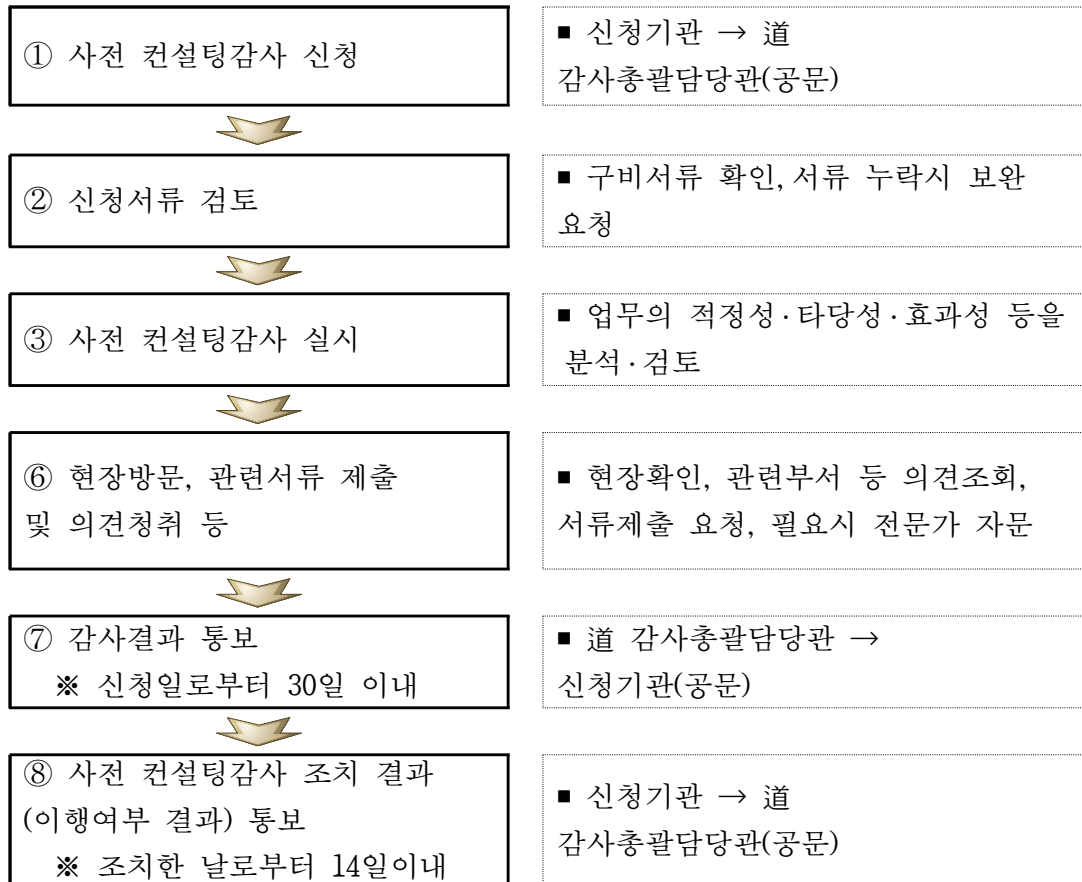 ① 사전 컨설팅감사 신청
■ 신청기관 → 道
감사총괄담당관(공문)
② 신청서류 검토
■ 구비서류 확인, 서류 누락시 보완
요청
③ 사전 컨설팅감사 실시
■ 업무의 적정성·타당성·효과성 등을
분석·검토
⑥ 현장방문, 관련서류 제출
및 의견청취 등
■ 현장확인, 관련부서 등 의견조회,
서류제출 요청, 필요시 전문가 자문
⑦ 감사결과 통보
※ 신청일로부터 30일 이내
■ 道 감사총괄담당관 →
신청기관(공문)
⑧ 사전 컨설팅감사 조치 결과
(이행여부 결과) 통보
※ 조치한 날로부터 14일이내
■ 신청기관 → 道
감사총괄담당관(공문)